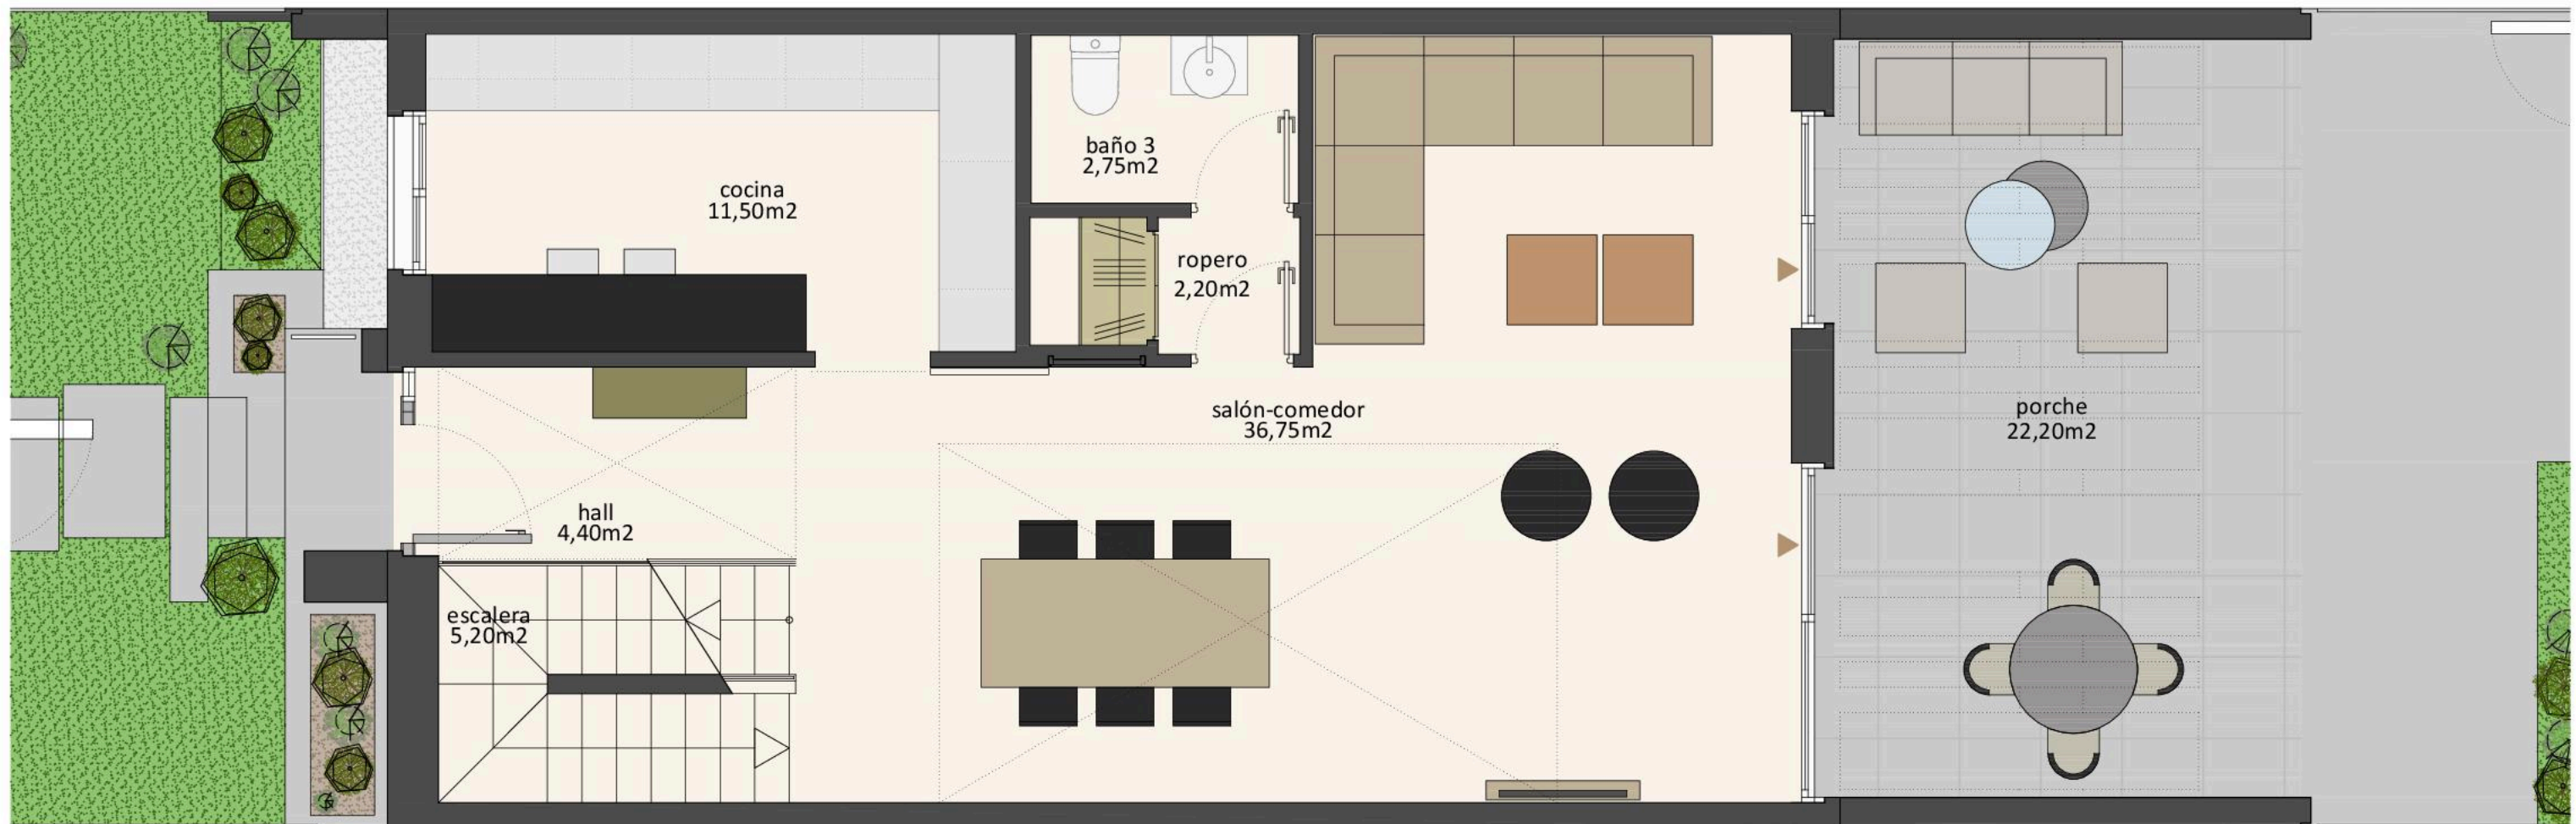 baño 3
2,75m2
cocina
11,50m2
ropero
2,20m2
salón-comedor
36,75m2
porche
22,20m2
hall
4,40m2
escalera
5,20m2